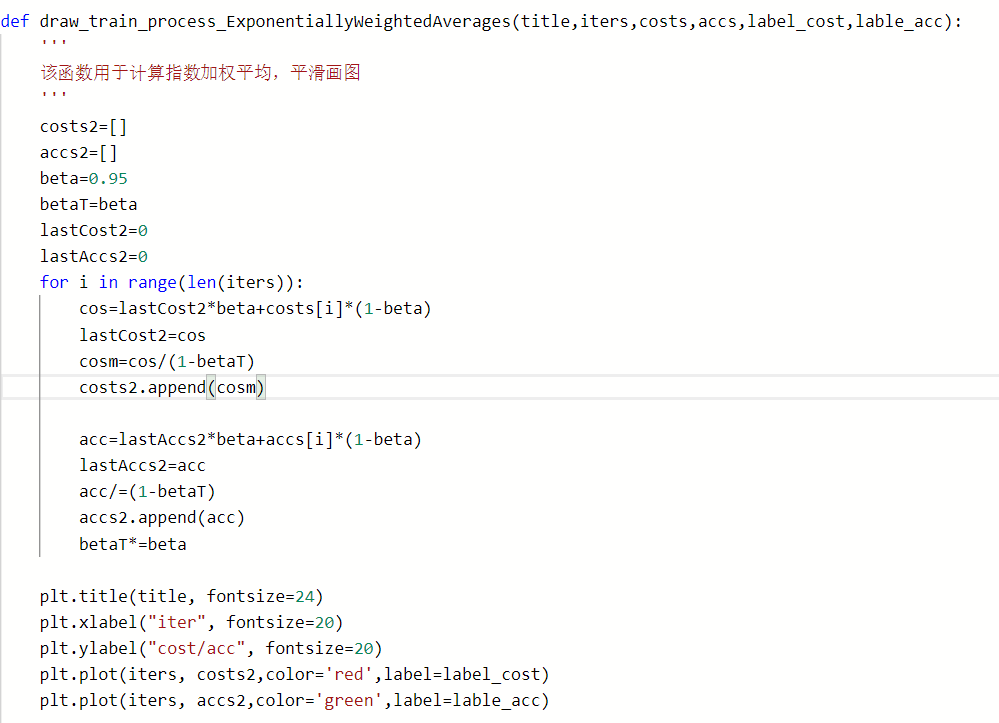 def draw_train_process_ExponentiallyWeightedAverages(title,iters,costs,accs,label_cost,lable_acc):
    '''
    该函数用于计算指数加权平均，平滑画图
    '''
    costs2=[]
    accs2=[]
    beta=0.95
    betaT=beta
    lastCost2=0
    lastAccs2=0
    for i in range(len(iters)):
        cos=lastCost2*beta+costs[i]*(1-beta)
        lastCost2=cos
        cosm=cos/(1-betaT)
        costs2.append(cosm)

        acc=lastAccs2*beta+accs[i]*(1-beta)
        lastAccs2=acc
        acc/=(1-betaT)
        accs2.append(acc)
        betaT*=beta

    plt.title(title, fontsize=24)
    plt.xlabel("iter", fontsize=20)
    plt.ylabel("cost/acc", fontsize=20)
    plt.plot(iters, costs2,color='red',label=label_cost)
    plt.plot(iters, accs2,color='green',label=lable_acc)